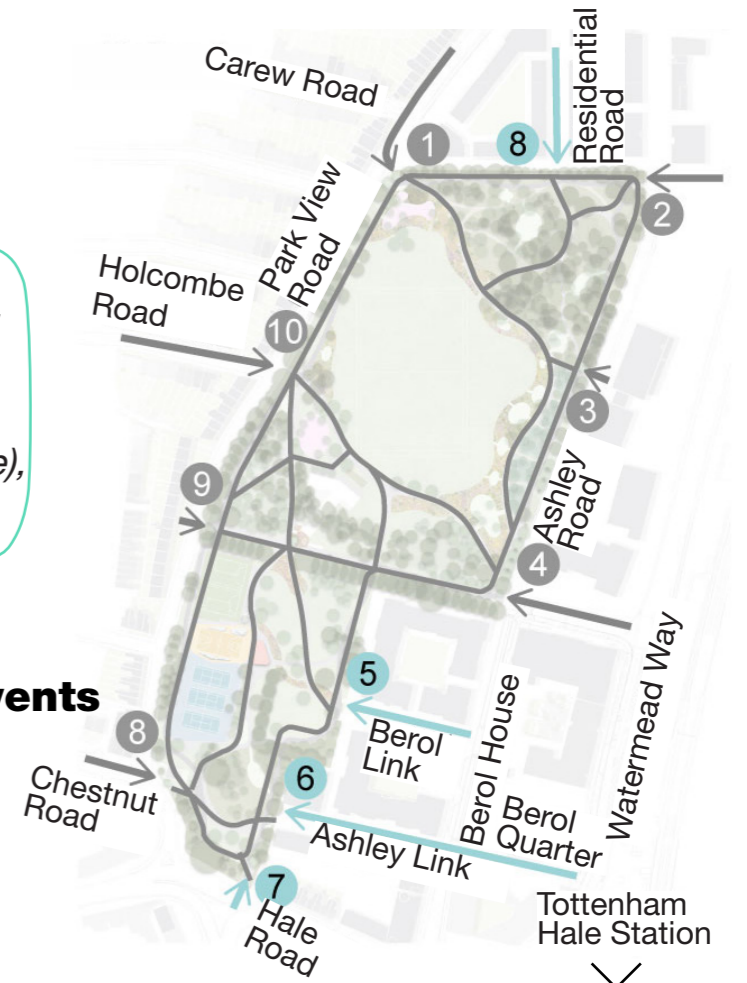 Carew Road
Residential
Road
1
8
2
Park View
Road
Holcombe
Road
10
3
e),
9
Ashley
Road
4
vents
5
Berol
Link
Berol House
Watermead Way
8
Chestnut
Road
6
Berol
Quarter
Ashley Link
7
Hale
Road
Tottenham
Hale Station